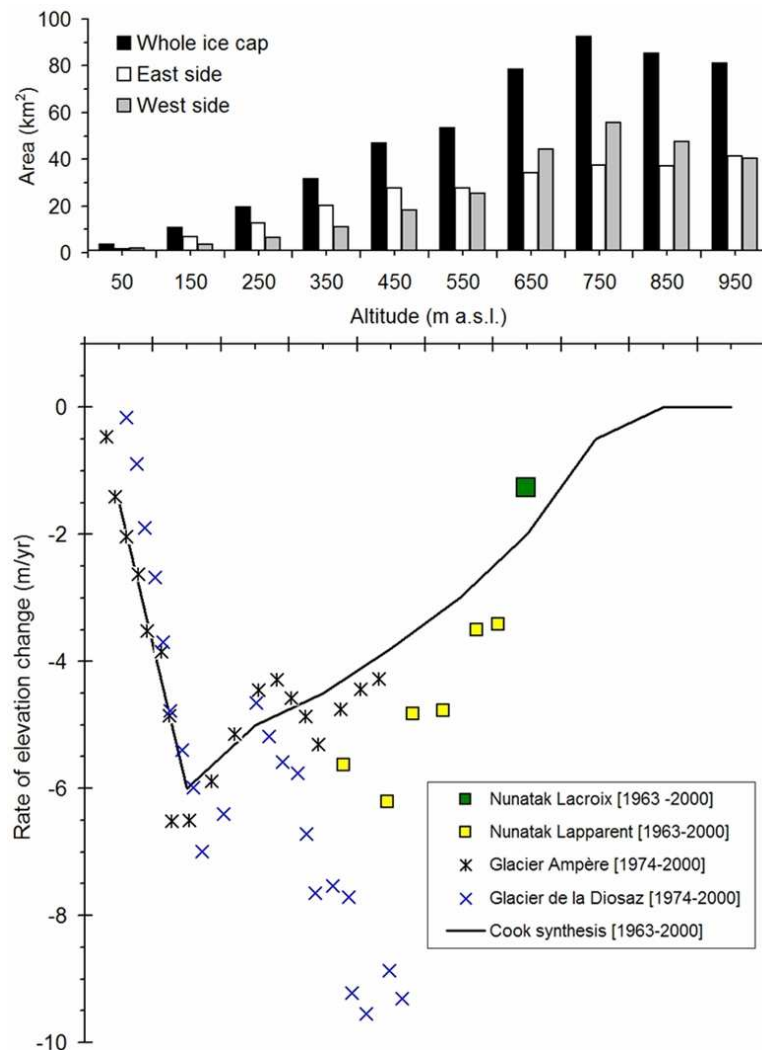 100
80
60
40
20
0
Area (km²)
Whole ice cap
East side
West side
50 150 250 350 450 550 650 750 850 950
Altitude (m a.s.l.)
0
-2
-4
-6
-8
-10
Rate of elevation change (m/yr)
Nunatak Lacroix [1963 -2000]
Nunatak Lapparent [1963-2000]
Glacier Ampère [1974-2000]
Glacier de la Diosaz [1974-2000]
Cook synthesis [1963-2000]